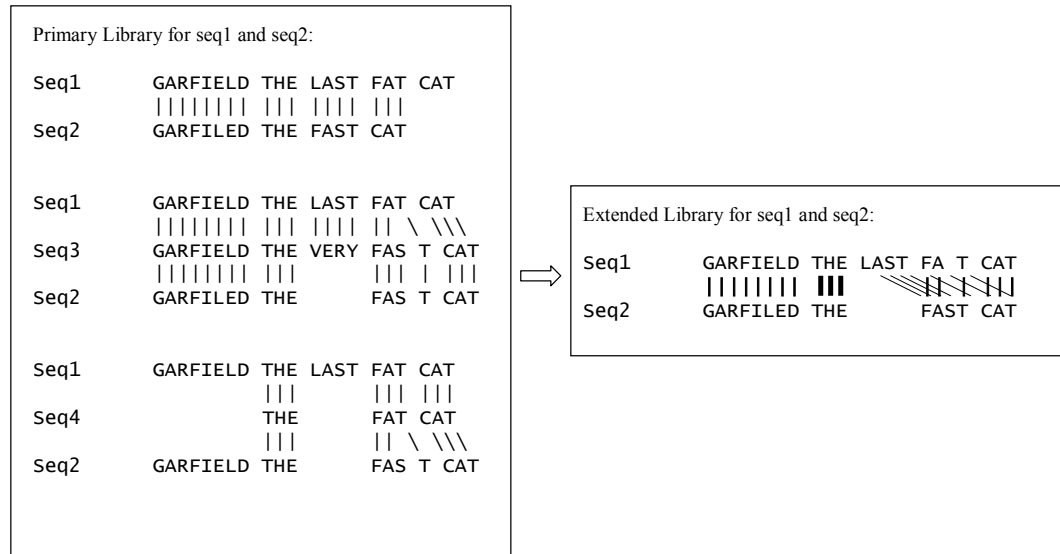 Primary Library for seq1 and seq2:
Seq1 GARFIELD THE LAST FAT CAT
|||||||| ||| |||| |||
Seq2 GARFILED THE FAST CAT
Seq1 GARFIELD THE LAST FAT CAT
|||||||| ||| |||| || \ \\\
Seq3 GARFIELD THE VERY FAS T CAT
|||||||| ||| ||| | |||
Seq2 GARFILED THE FAS T CAT
Seq1 GARFIELD THE LAST FAT CAT
||| ||| |||
Seq4 THE FAT CAT
||| || \ \\\
Seq2 GARFIELD THE FAS T CAT
Extended Library for seq1 and seq2:
Seq1 GARFIELD THE LAST FA T CAT
Seq2 GARFILED THE FAST CAT